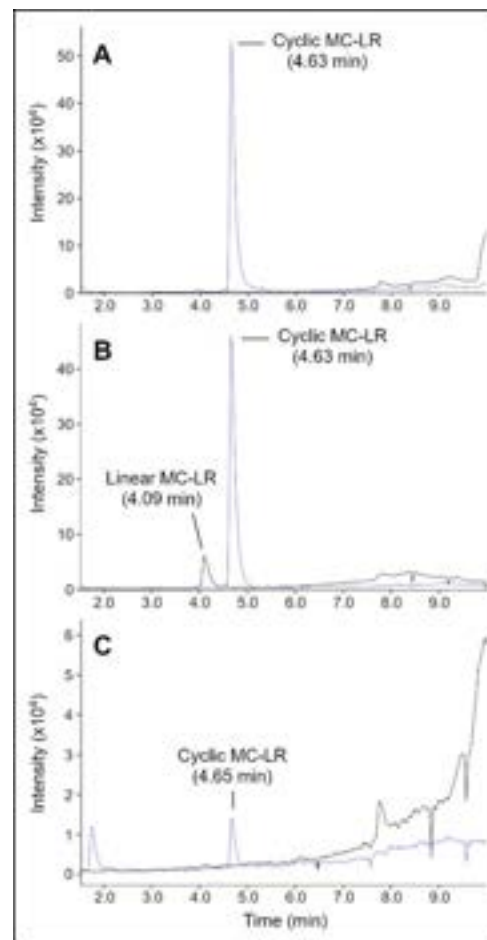 A
Cyclic MC-LR
(4.63 min)
Intensity (x10⁴)
50
40
30
20
10
0
2.0 3.0 4.0 5.0 6.0 7.0 8.0 9.0
B
Cyclic MC-LR
(4.63 min)
Linear MC-LR
(4.09 min)
Intensity (x10⁴)
40
20
0
2.0 3.0 4.0 5.0 6.0 7.0 8.0 9.0
C
Cyclic MC-LR
(4.65 min)
Intensity (x10⁴)
6
5
4
3
2
1
0
2.0 3.0 4.0 5.0 6.0 7.0 8.0 9.0
Time (min)